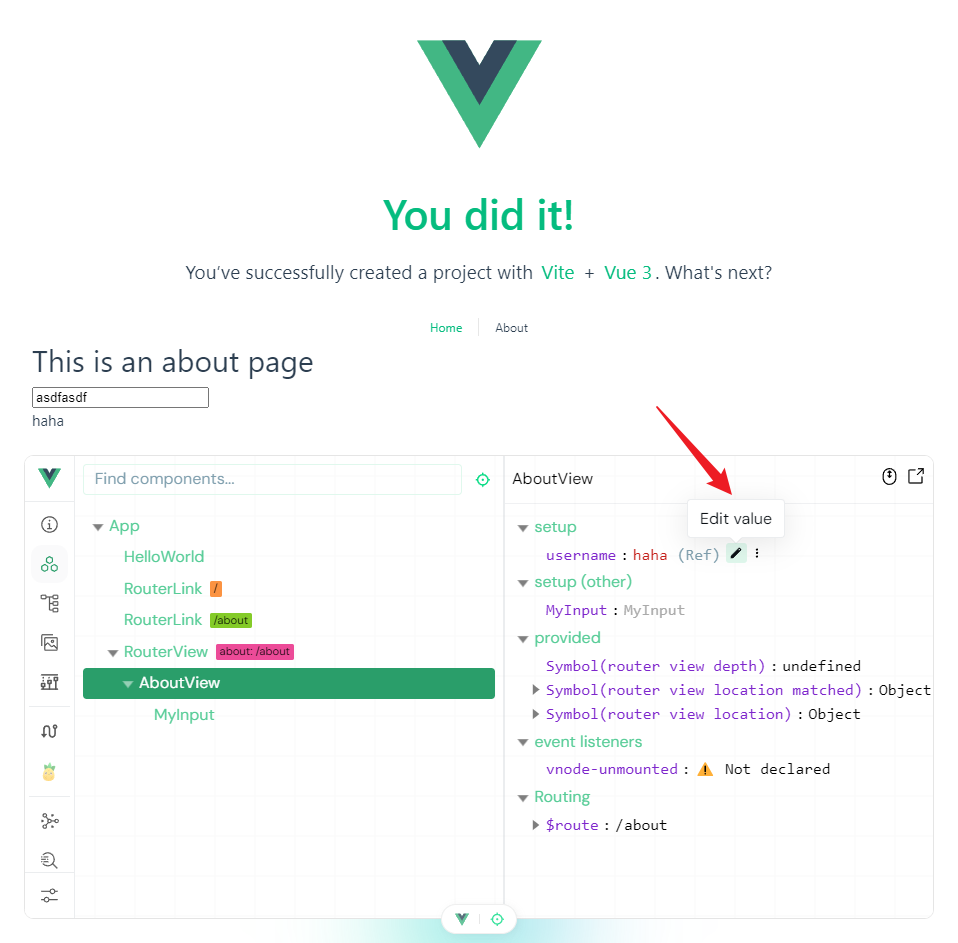 You did it!
You’ve successfully created a project with Vite + Vue 3. What's next?
Home About
This is an about page
asdfasdf
haha
Find components...
AboutView
App
HelloWorld
RouterLink /
RouterLink /about
RouterView about: /about
AboutView
MyInput
Edit value
setup
username : haha (Ref)
setup (other)
MyInput : MyInput
provided
Symbol(router view depth) : undefined
Symbol(router view location matched) : Object
Symbol(router view location) : Object
event listeners
vnode-unmounted : ⚠️ Not declared
Routing
$route : /about